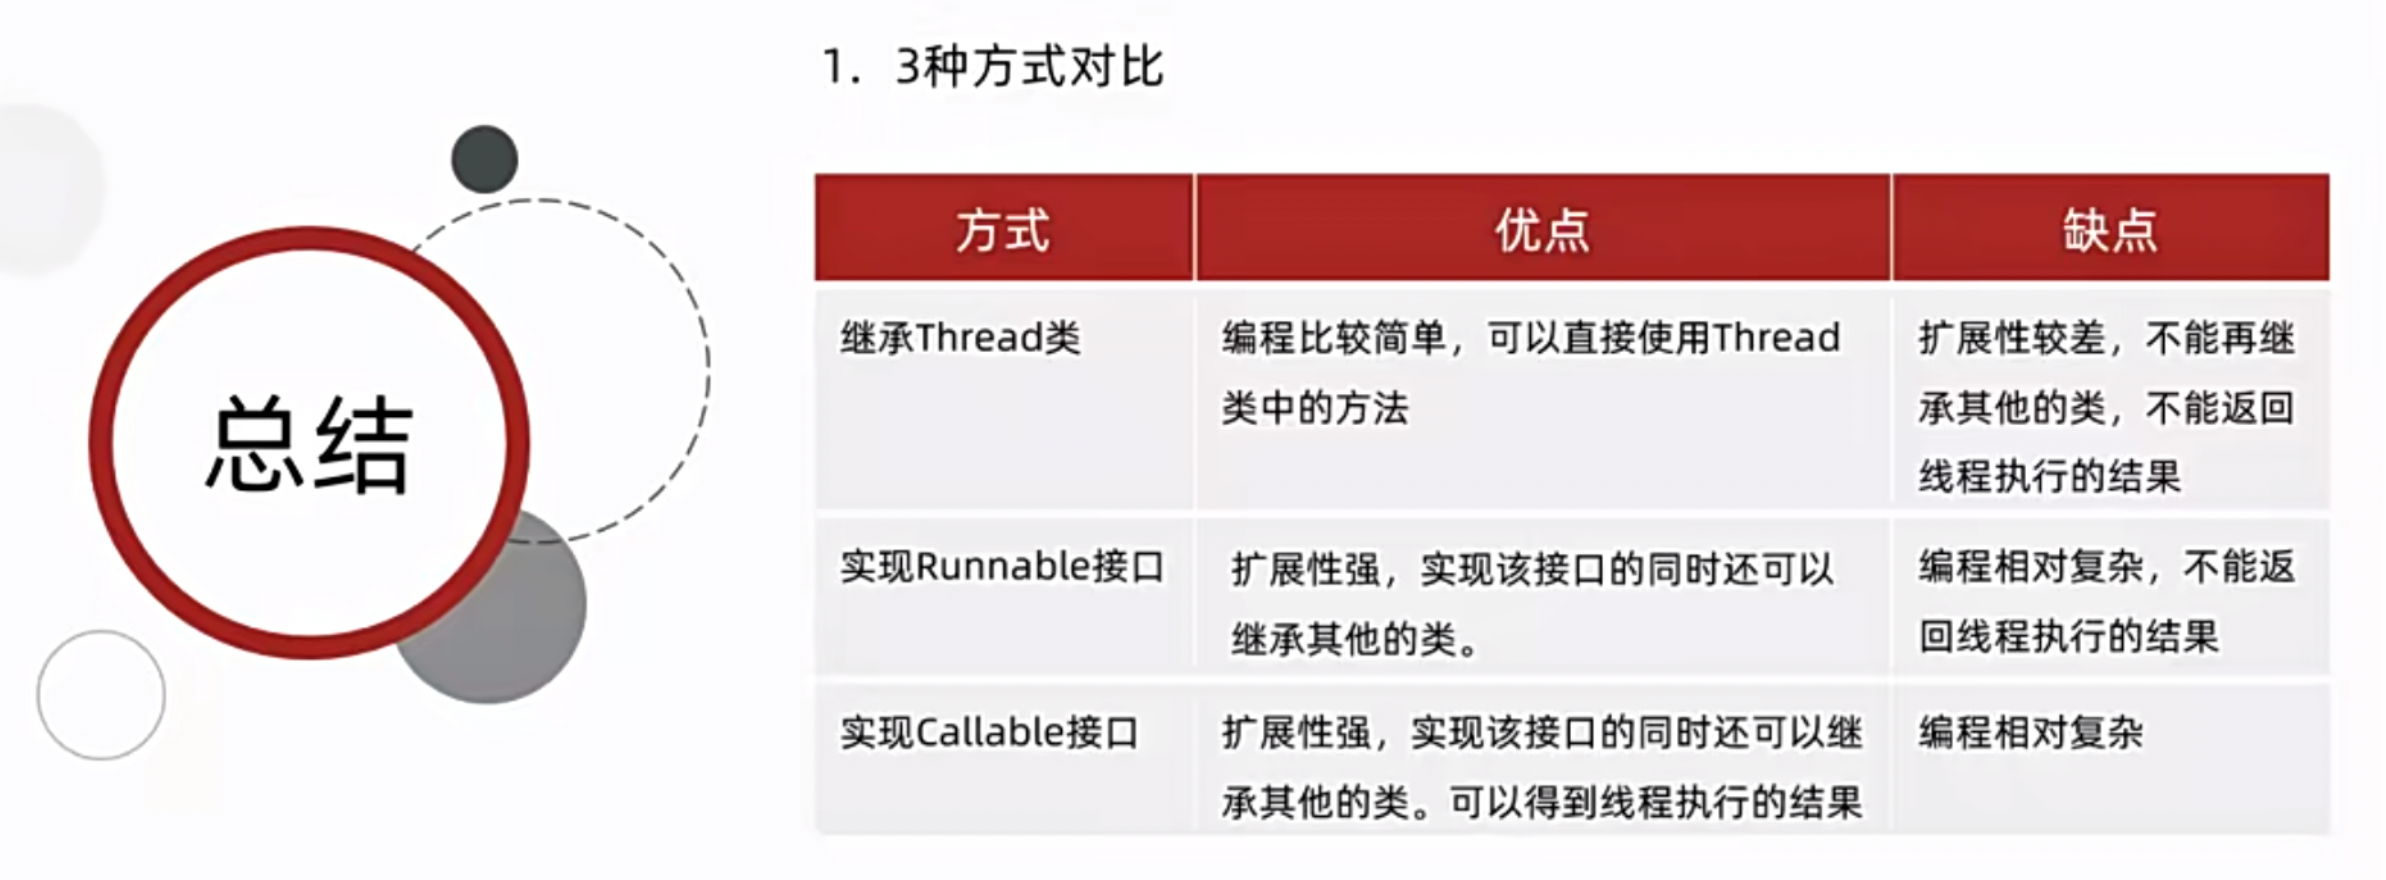 总结
1. 3种方式对比
方式 优点 缺点
继承Thread类
编程比较简单，可以直接使用Thread
类中的方法
扩展性较差，不能再继
承其他的类，不能返回
线程执行的结果
实现Runnable接口
扩展性强，实现该接口的同时还可以
继承其他的类。
编程相对复杂，不能返
回线程执行的结果
实现Callable接口
扩展性强，实现该接口的同时还可以继
承其他的类。可以得到线程执行的结果
编程相对复杂